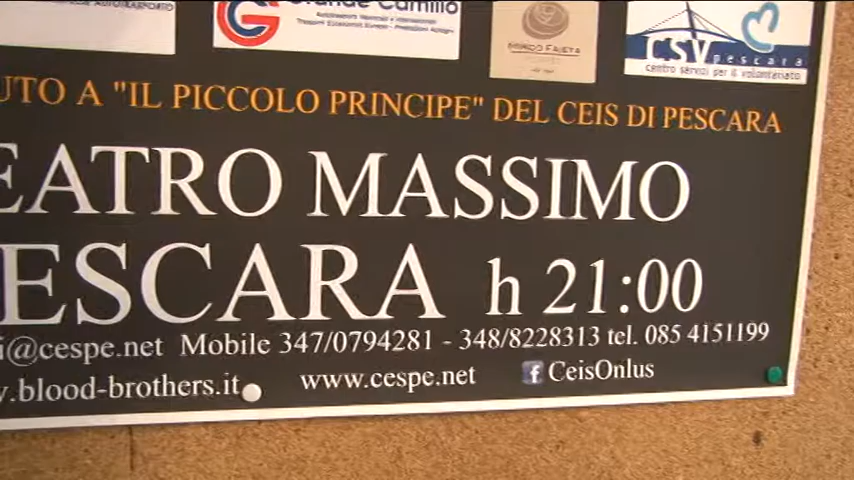 AUTOTRASPORTO
Grande Camillo
MIRCO FAIETA
CSV pescara
centro servizi per il volontariato
UTO A "IL PICCOLO PRINCIPE" DEL CEIS DI PESCARA
EATRO MASSIMO
ESCARA h 21:00
i@cespe.net Mobile 347/0794281 - 348/8228313 tel. 085 4151199
.blood-brothers.it www.cespe.net f CeisOnlus